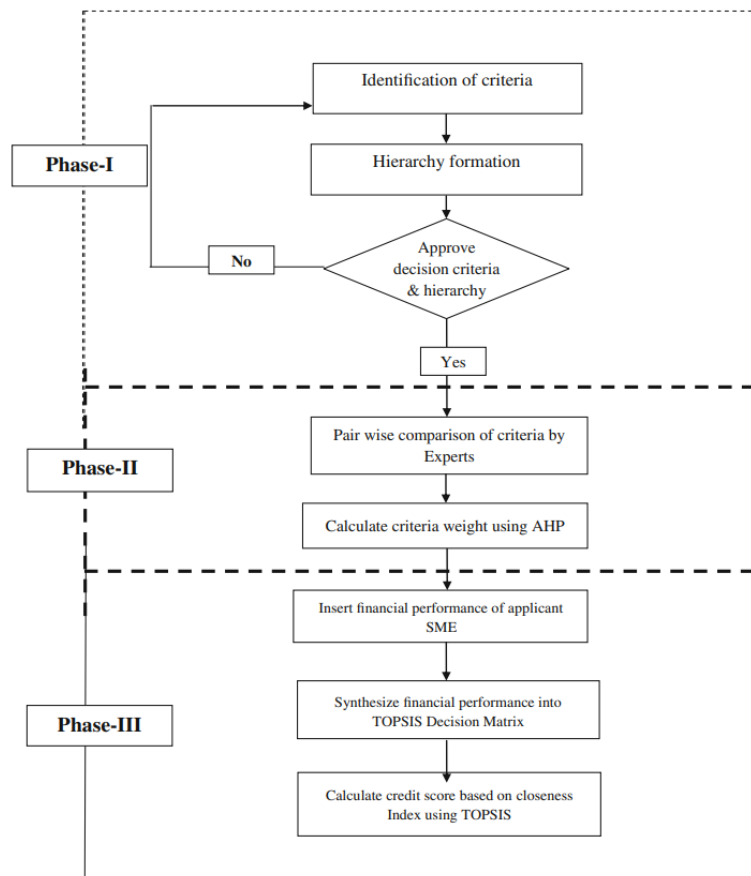 Identification of criteria
Phase-I
Hierarchy formation
Approve
decision criteria
& hierarchy
No
Yes
Pair wise comparison of criteria by
Experts
Phase-II
Calculate criteria weight using AHP
Insert financial performance of applicant
SME
Synthesize financial performance into
TOPSIS Decision Matrix
Phase-III
Calculate credit score based on closeness
Index using TOPSIS